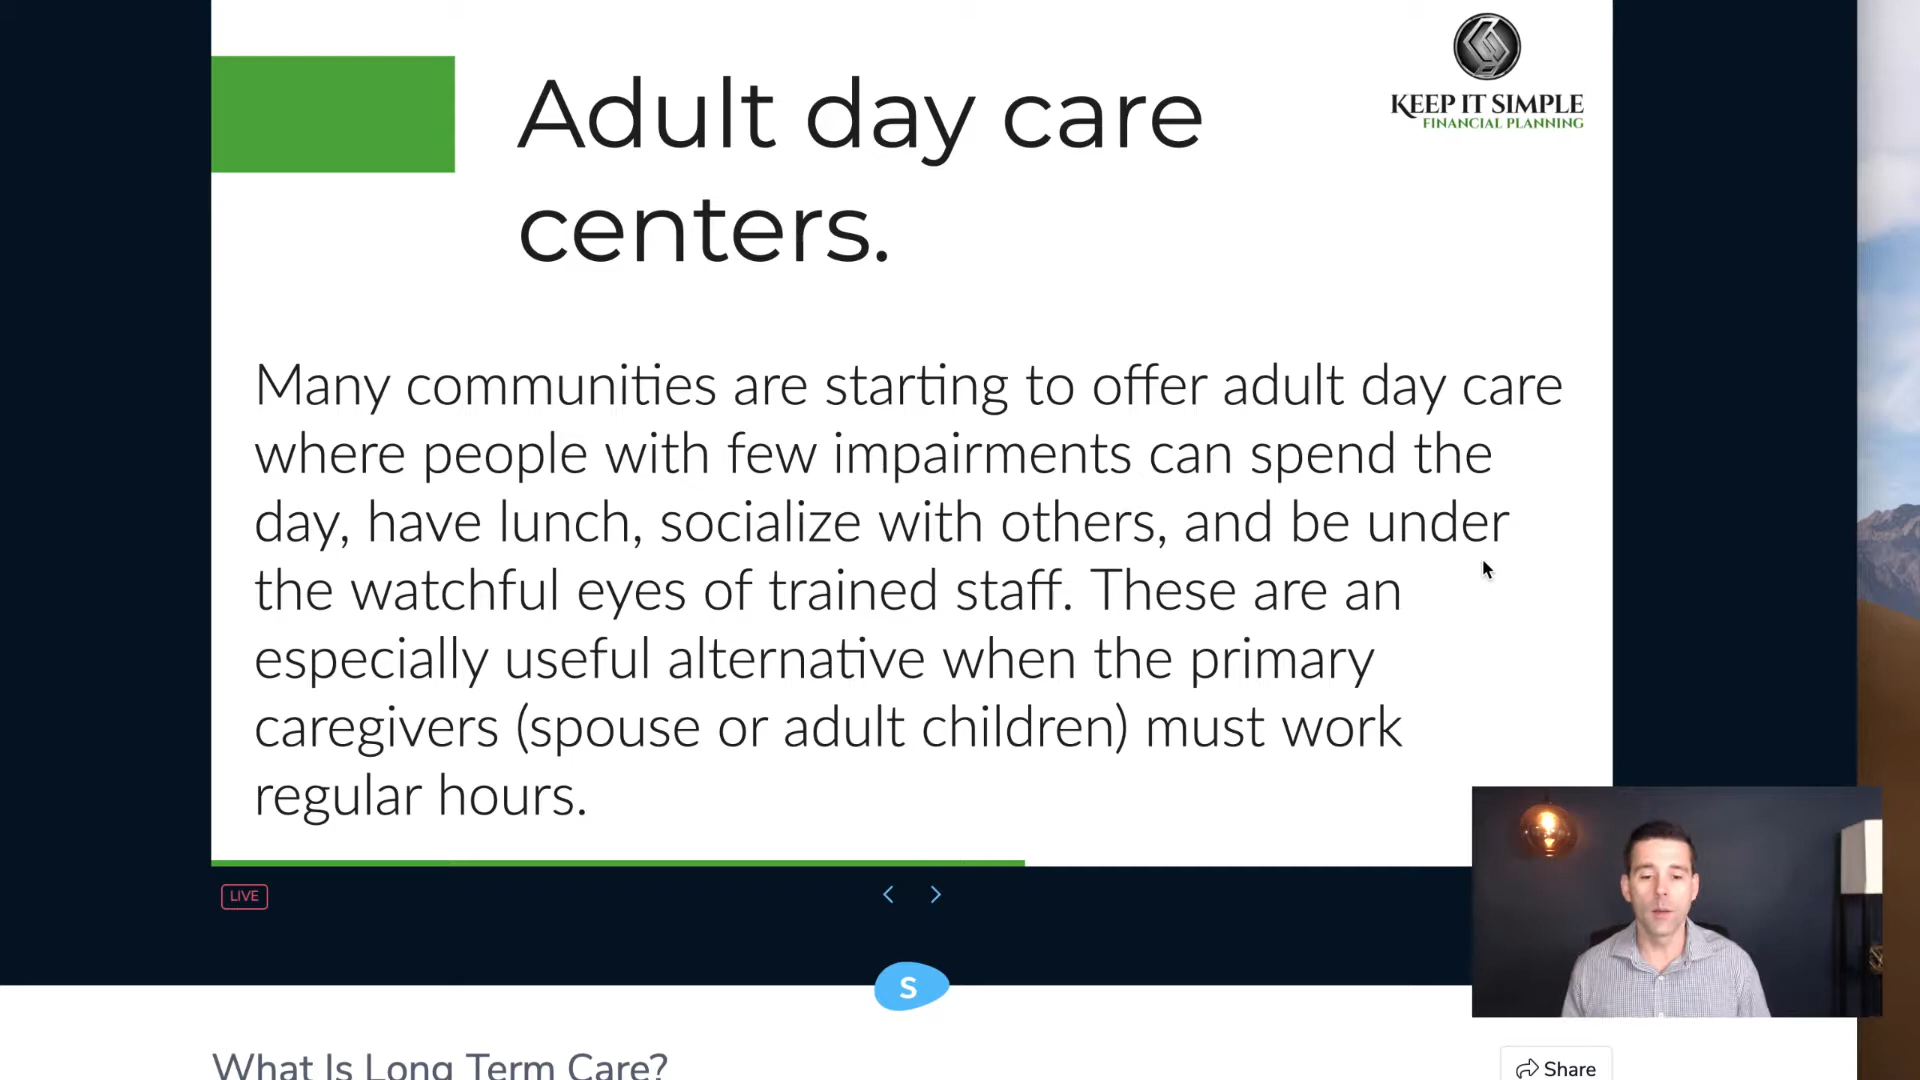 Adult day care
centers.
KEEP IT SIMPLE
FINANCIAL PLANNING
Many communities are starting to offer adult day care
where people with few impairments can spend the
day, have lunch, socialize with others, and be under
the watchful eyes of trained staff. These are an
especially useful alternative when the primary
caregivers (spouse or adult children) must work
regular hours.
LIVE
S
What Is Long Term Care?
Share